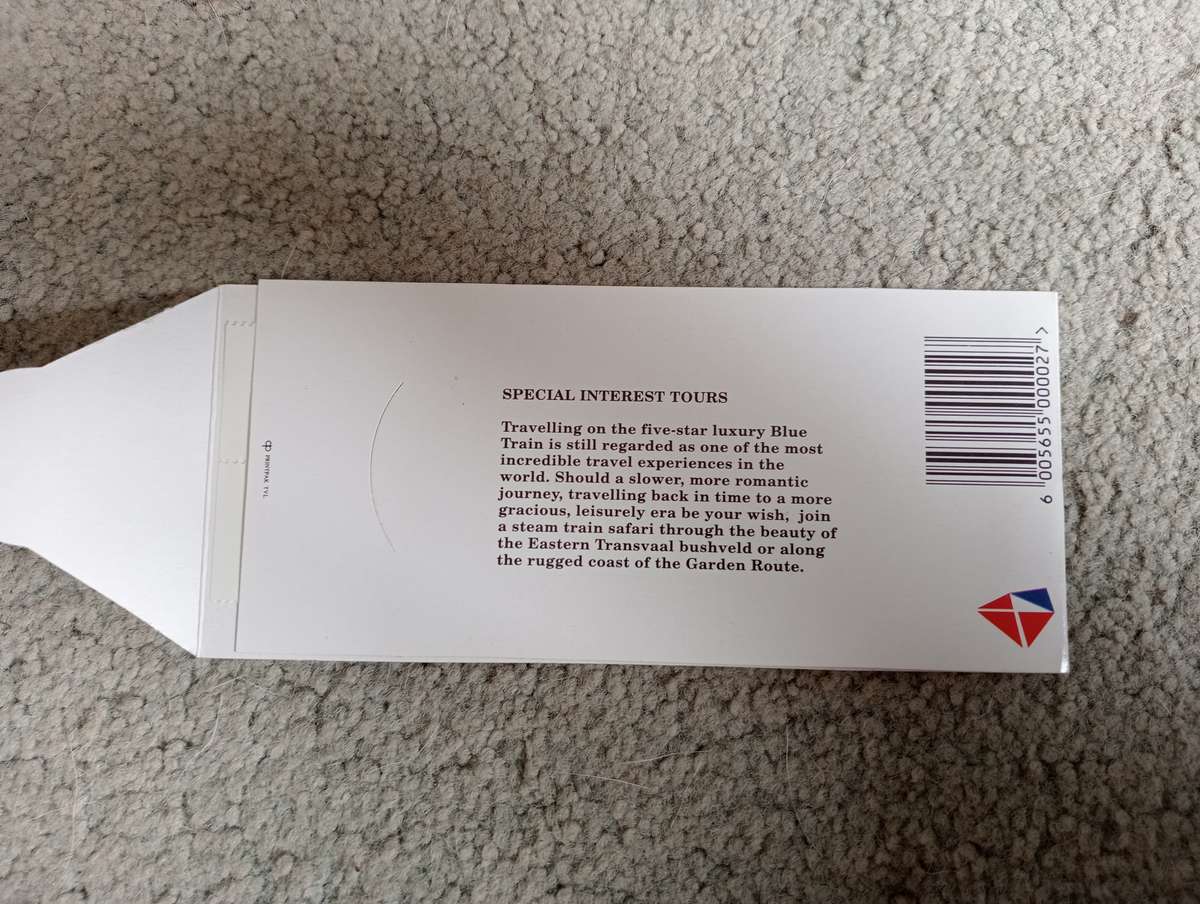 SPECIAL INTEREST TOURS
Travelling on the five-star luxury Blue
Train is still regarded as one of the most
incredible travel experiences in the
world. Should a slower, more romantic
journey, travelling back in time to a more
gracious, leisurely era be your wish, join
a steam train safari through the beauty of
the Eastern Transvaal bushveld or along
the rugged coast of the Garden Route.
6 005655 000027 >
PRINTPAK TVL